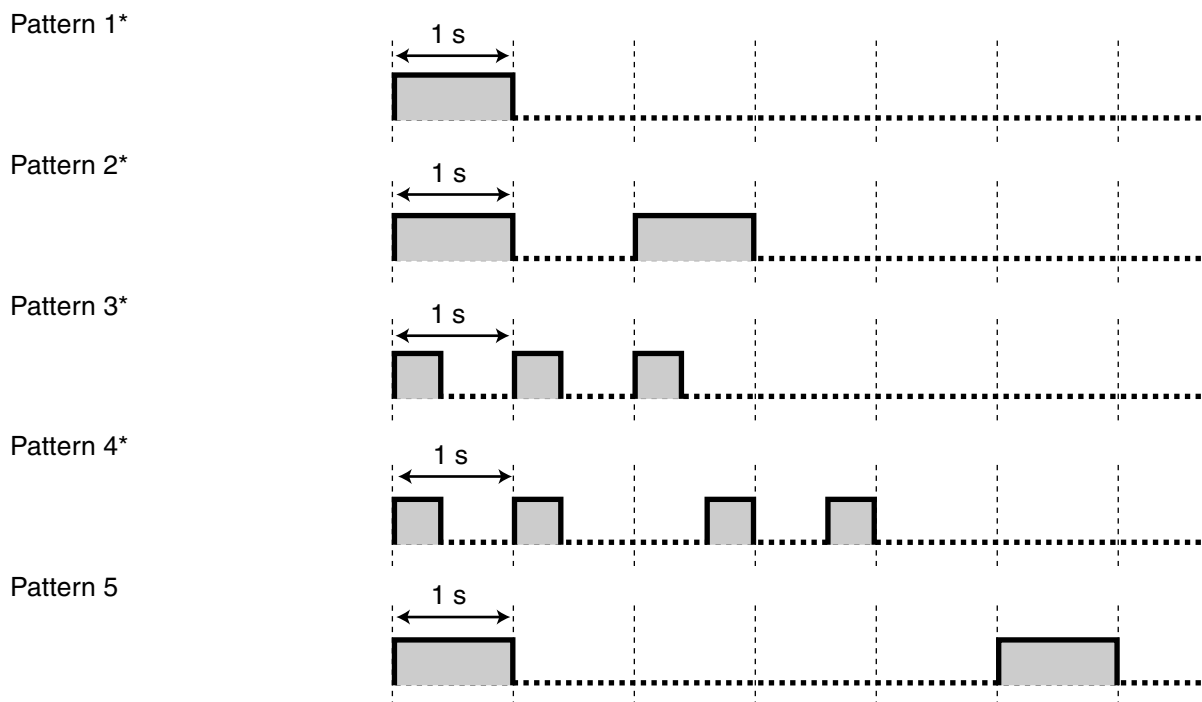 Pattern 1*
1 s
Pattern 2*
1 s
Pattern 3*
1 s
Pattern 4*
1 s
Pattern 5
1 s